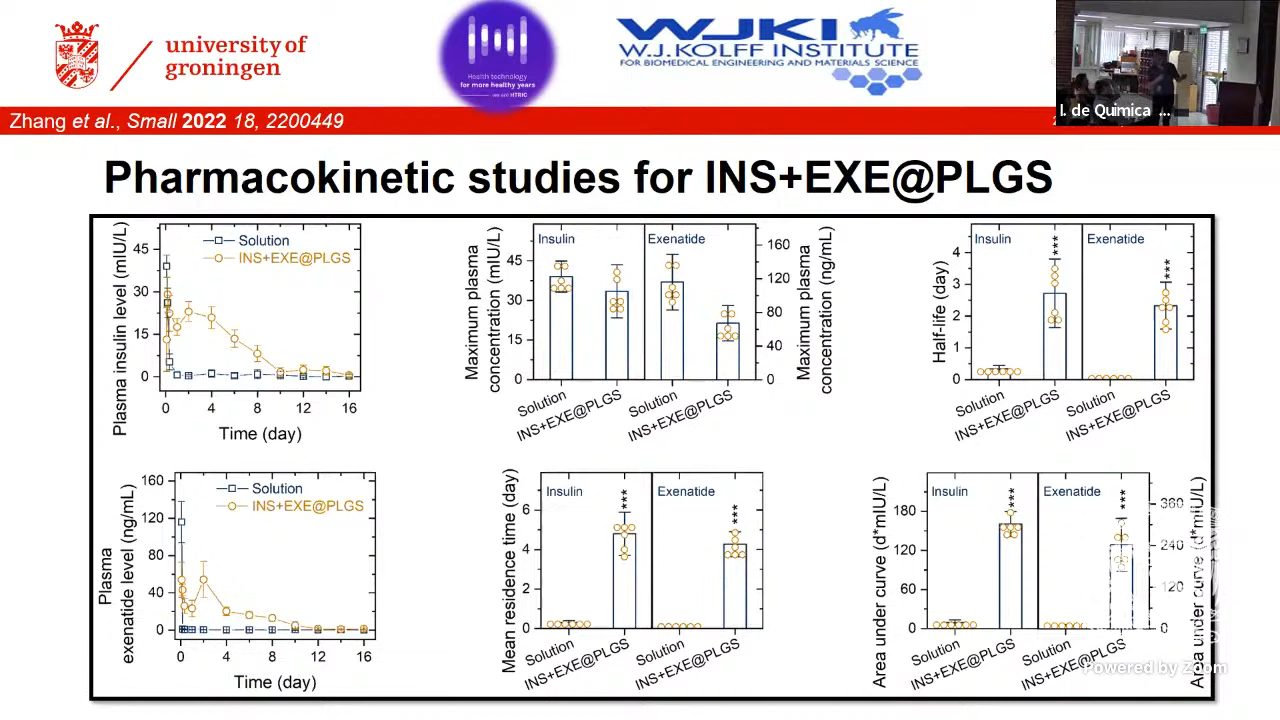 university of
groningen
Health technology
for more healthy years
WJKI
W.J.KOLFF INSTITUTE
FOR BIOMEDICAL ENGINEERING AND MATERIALS SCIENCE
I. de Quimica ...
Zhang et al., Small 2022 18, 2200449
Pharmacokinetic studies for INS+EXE@PLGS
Plasma insulin level (mIU/L)
45
30
15
0
Solution
INS+EXE@PLGS
0 4 8 12 16
Time (day)
Maximum plasma
concentration (mIU/L)
45
30
15
0
Insulin
Exenatide
160
120
80
40
0
Maximum plasma
concentration (ng/mL)
Solution
INS+EXE@PLGS
Solution
INS+EXE@PLGS
Half-life (day)
4
3
2
1
0
Insulin
***
Exenatide
***
Solution
INS+EXE@PLGS
Solution
INS+EXE@PLGS
Plasma
exenatide level (ng/mL)
160
120
80
40
0
Solution
INS+EXE@PLGS
0 4 8 12 16
Time (day)
Mean residence time (day)
6
4
2
0
Insulin
***
Exenatide
***
Solution
INS+EXE@PLGS
Solution
INS+EXE@PLGS
Area under curve (d*mIU/L)
180
120
60
0
Insulin
***
Exenatide
***
360
240
120
0
Area under curve (d*mIU/L)
Solution
INS+EXE@PLGS
Solution
INS+EXE@PLGS
Powered by Zoom